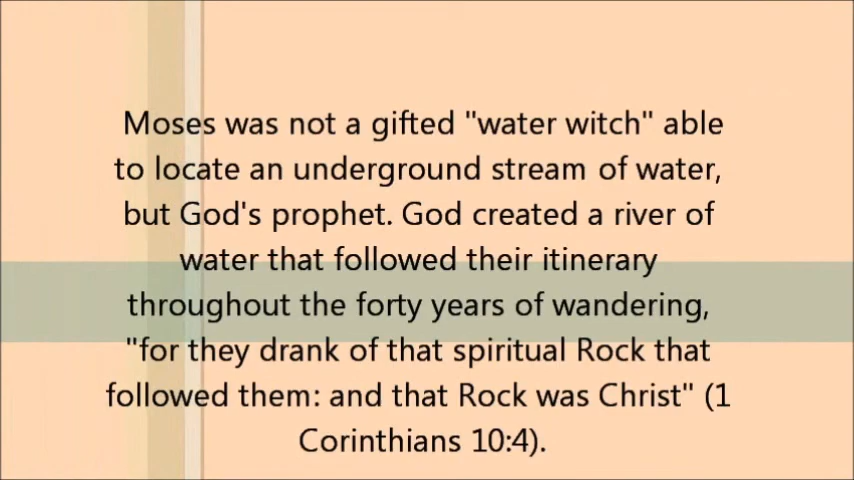 Moses was not a gifted "water witch" able
to locate an underground stream of water,
but God's prophet. God created a river of
water that followed their itinerary
throughout the forty years of wandering,
"for they drank of that spiritual Rock that
followed them: and that Rock was Christ" (1
Corinthians 10:4).